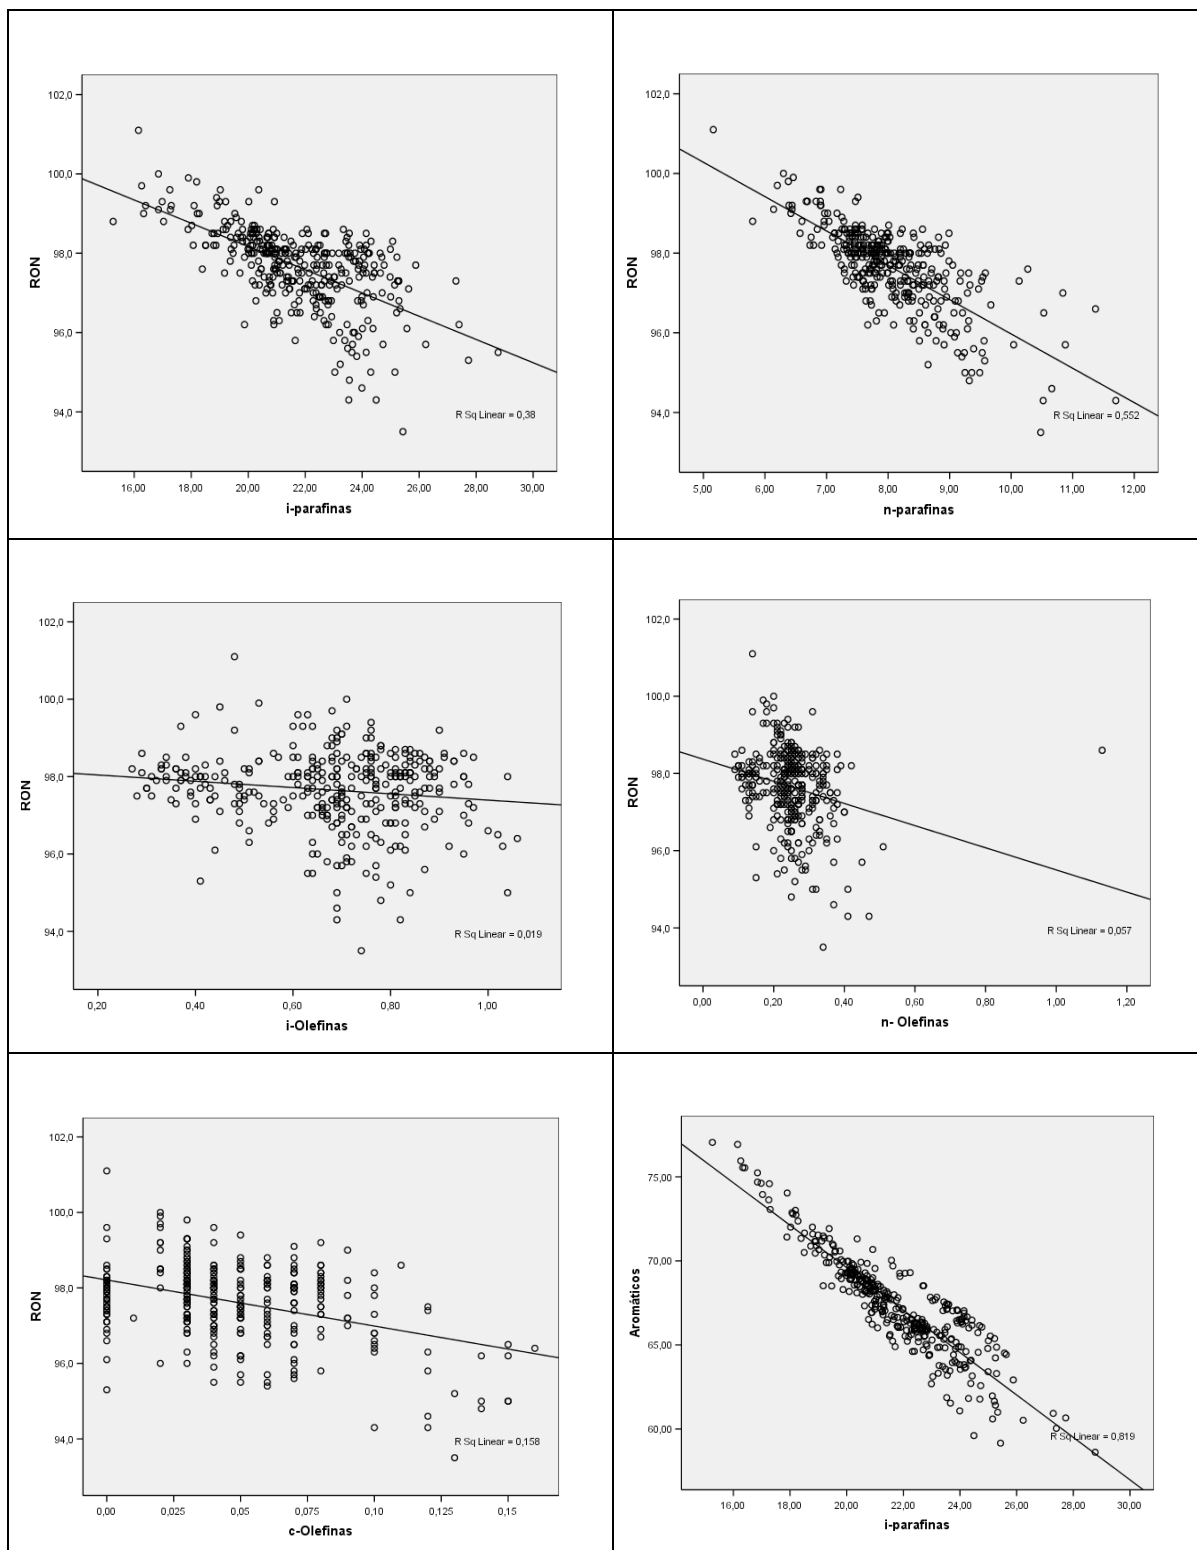 102,0
100,0
98,0
96,0
94,0
RON
R Sq Linear = 0,38
16,00 18,00 20,00 22,00 24,00 26,00 28,00 30,00
i-parafinas
102,0
100,0
98,0
96,0
94,0
RON
R Sq Linear = 0,552
5,00 6,00 7,00 8,00 9,00 10,00 11,00 12,00
n-parafinas
102,0
100,0
98,0
96,0
94,0
RON
R Sq Linear = 0,019
0,20 0,40 0,60 0,80 1,00
i-Olefinas
102,0
100,0
98,0
96,0
94,0
RON
R Sq Linear = 0,057
0,00 0,20 0,40 0,60 0,80 1,00 1,20
n- Olefinas
102,0
100,0
98,0
96,0
94,0
RON
R Sq Linear = 0,158
0,00 0,025 0,05 0,075 0,10 0,125 0,15
c-Olefinas
75,00
70,00
65,00
60,00
Aromáticos
R Sq Linear = 0,819
16,00 20,00 22,00 24,00 26,00 28,00 30,00
i-parafinas